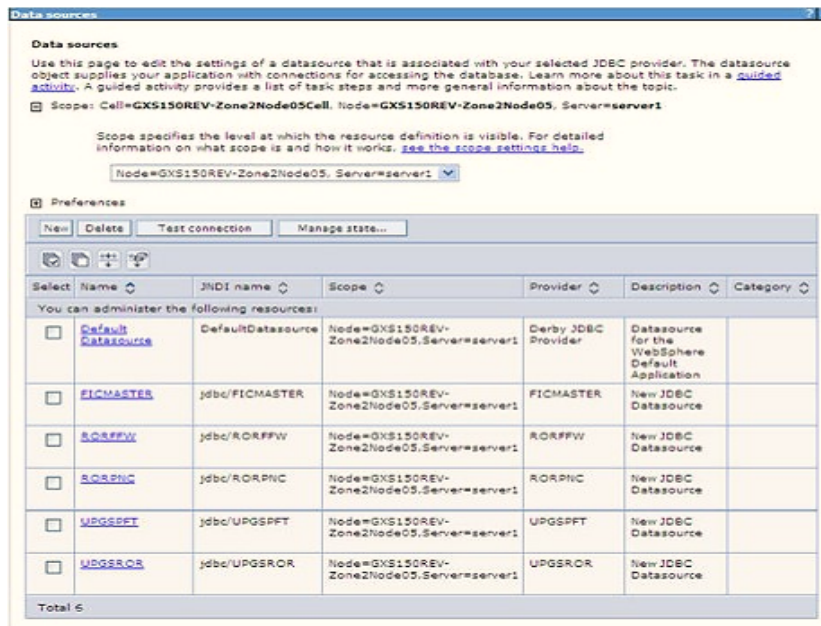 Data sources
?
Data sources
Use this page to edit the settings of a datasource that is associated with your selected JDBC provider. The datasource
object supplies your application with connections for accessing the database. Learn more about this task in a guided
activity. A guided activity provides a list of task steps and more general information about the topic.
Scope: Cell=GXS150REV-Zone2Node05Cell, Node=GXS150REV-Zone2Node05, Server=server1
Scope specifies the level at which the resource definition is visible. For detailed
information on what scope is and how it works, see the scope settings help.
Node=GXS150REV-Zone2Node05, Server=server1
Preferences
New Delete Test connection Manage state...
Select Name JNDI name Scope Provider Description Category
You can administer the following resources:
Default Datasource DefaultDatasource Node=GXS150REV-Zone2Node05,Server=server1 Derby JDBC Provider Datasource for the WebSphere Default Application
FICMASTER jdbc/FICMASTER Node=GXS150REV-Zone2Node05,Server=server1 FICMASTER New JDBC Datasource
RORFFW jdbc/RORFFW Node=GXS150REV-Zone2Node05,Server=server1 RORFFW New JDBC Datasource
RORPNC jdbc/RORPNC Node=GXS150REV-Zone2Node05,Server=server1 RORPNC New JDBC Datasource
UPGSPFT jdbc/UPGSPFT Node=GXS150REV-Zone2Node05,Server=server1 UPGSPFT New JDBC Datasource
UPGSROR jdbc/UPGSROR Node=GXS150REV-Zone2Node05,Server=server1 UPGSROR New JDBC Datasource
Total 6